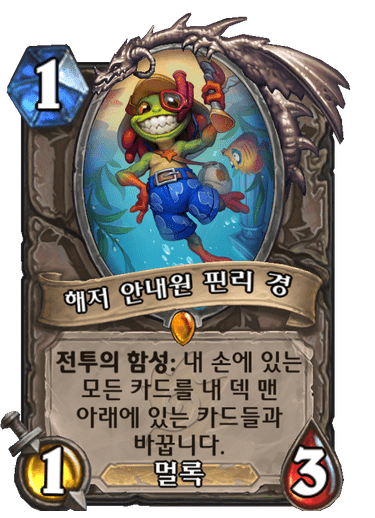 1
해저 안내원 핀리 경
전투의 함성: 내 손에 있는
모든 카드를 내 덱 맨
아래에 있는 카드들과
바꿉니다.
1
멀록
3